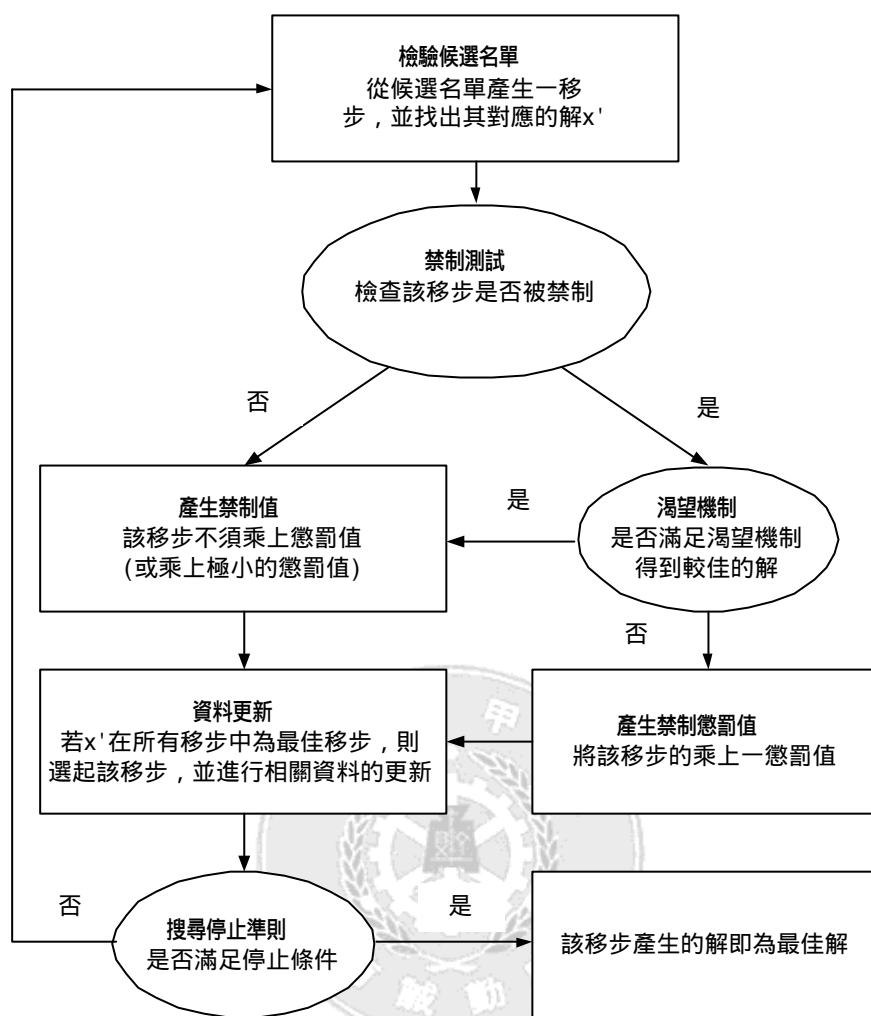 檢驗候選名單
從候選名單產生一移
步，並找出其對應的解x'
禁制測試
檢查該移步是否被禁制
否
是
產生禁制值
該移步不須乘上懲罰值
(或乘上極小的懲罰值)
是
渴望機制
是否滿足渴望機制
得到較佳的解
否
資料更新
若x'在所有移步中為最佳移步，則
選起該移步，並進行相關資料的更新
產生禁制懲罰值
將該移步的乘上一懲罰值
甲
否
搜尋停止準則
是否滿足停止條件
是
該移步產生的解即為最佳解
誠
勤